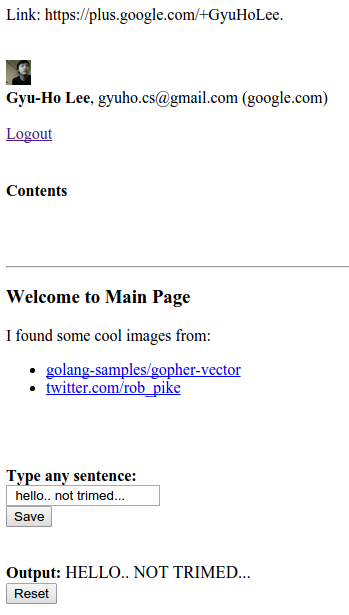 Link: https://plus.google.com/+GyuHoLee.
Gyu-Ho Lee, gyuho.cs@gmail.com (google.com)
Logout
Contents
Welcome to Main Page
I found some cool images from:
golang-samples/gopher-vector
twitter.com/rob_pike
Type any sentence:
hello.. not trimed...
Save
Output: HELLO.. NOT TRIMED...
Reset